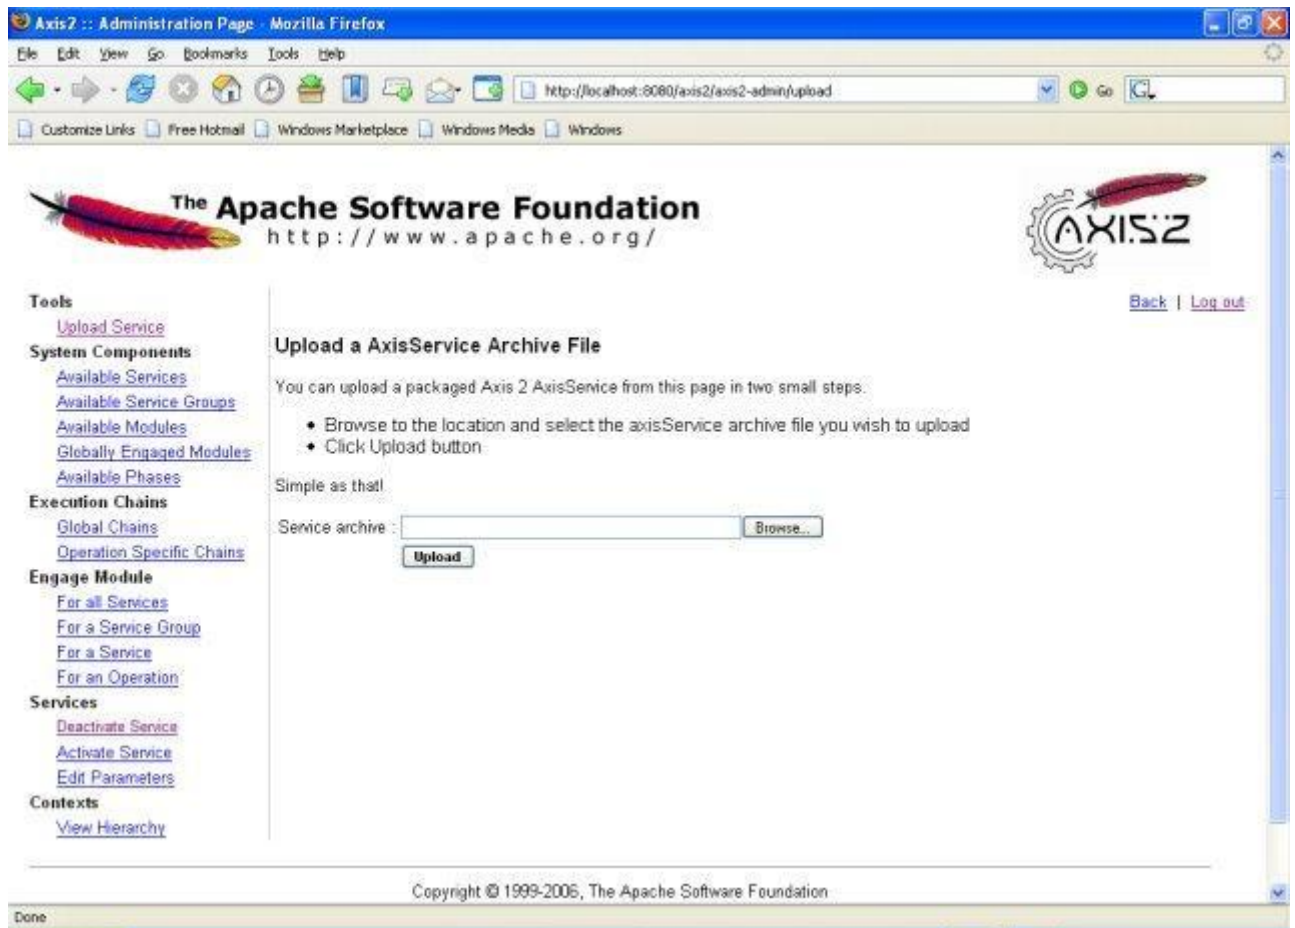 Axis2 :: Administration Page - Mozilla Firefox
File Edit View Go Bookmarks Tools Help
http://localhost:8080/axis2/axis2-admin/upload
Go
Customize Links Free Hotmail Windows Marketplace Windows Media Windows
The Apache Software Foundation
http://www.apache.org/
AXIS2
Back | Log out
Tools
Upload Service
System Components
Available Services
Available Service Groups
Available Modules
Globally Engaged Modules
Available Phases
Execution Chains
Global Chains
Operation Specific Chains
Engage Module
For all Services
For a Service Group
For a Service
For an Operation
Services
Deactivate Service
Activate Service
Edit Parameters
Contexts
View Hierarchy
Upload a AxisService Archive File
You can upload a packaged Axis 2 AxisService from this page in two small steps.
• Browse to the location and select the axisService archive file you wish to upload
• Click Upload button
Simple as that!
Service archive : Browse...
Upload
Copyright © 1999-2006, The Apache Software Foundation
Done